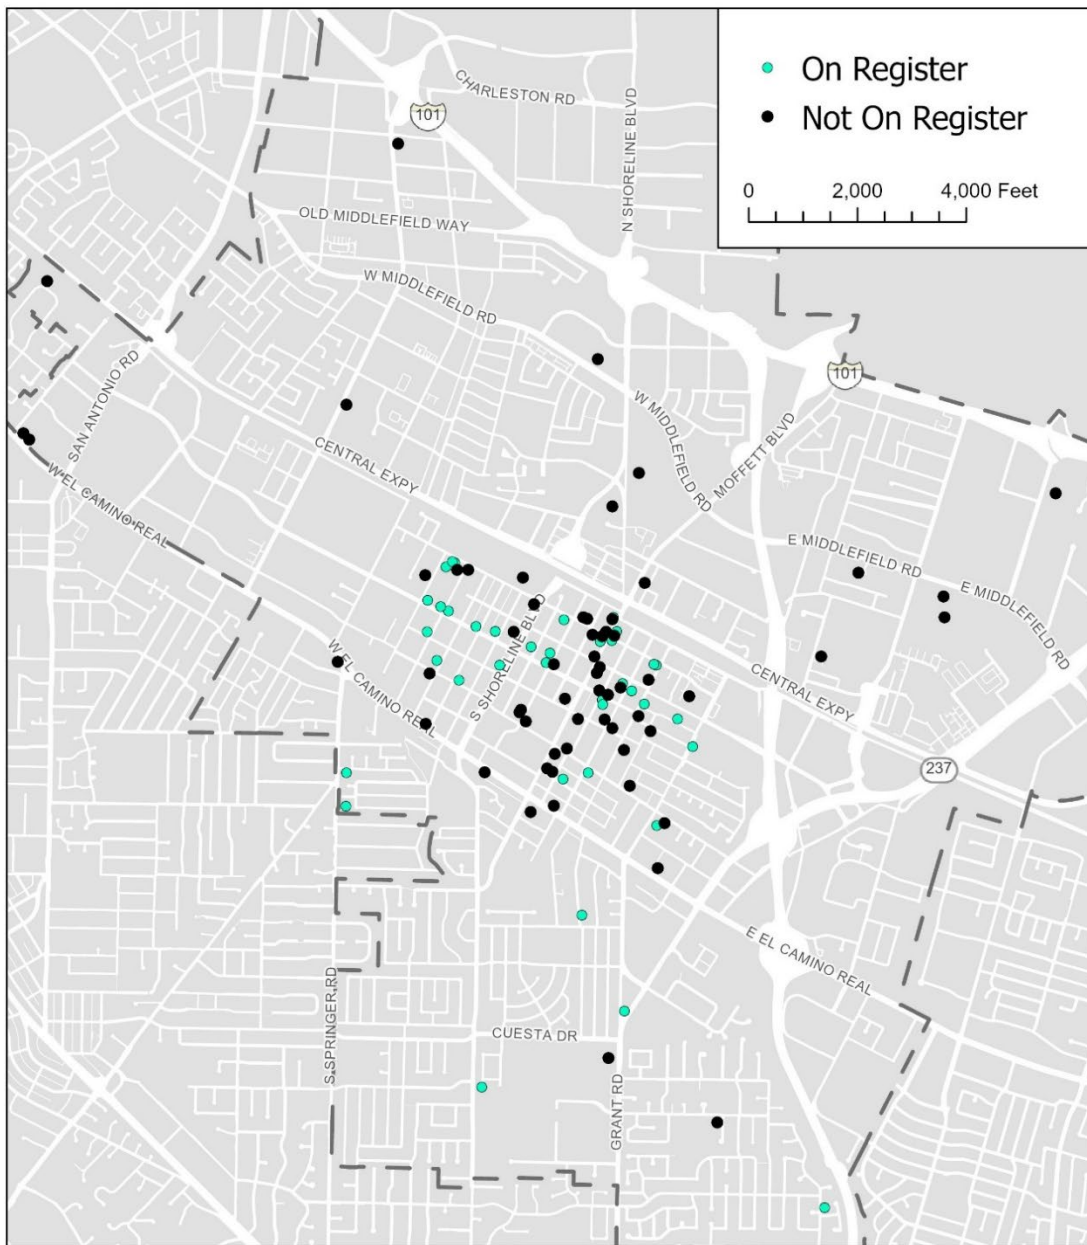 On Register
Not On Register
0 2,000 4,000 Feet
CHARLESTON RD
101
N SHORELINE BLVD
OLD MIDDLEFIELD WAY
W MIDDLEFIELD RD
SAN ANTONIO RD
101
W MIDDLEFIELD RD
MOFFETT BLVD
CENTRAL EXPY
W EL CAMINO REAL
E MIDDLEFIELD RD
E MIDDLEFIELD RD
S SHORELINE BLVD
W EL CAMINO REAL
CENTRAL EXPY
237
E EL CAMINO REAL
S SPRINGER RD
CUESTA DR
GRANT RD